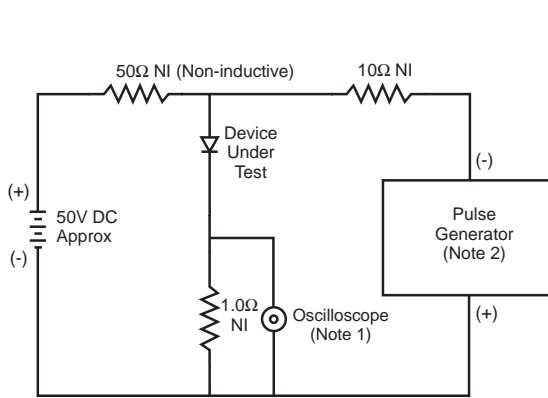 50Ω NI (Non-inductive)
10Ω NI
Device
Under
Test
(-)
(+)
50V DC
Approx
(-)
Pulse
Generator
(Note 2)
1.0Ω
NI
Oscilloscope
(Note 1)
(+)